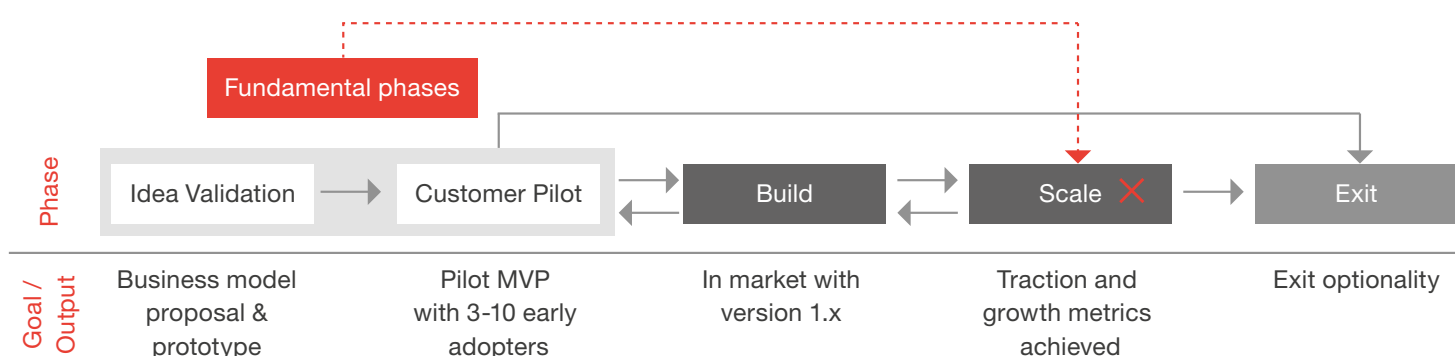 Fundamental phases
Phase
Idea Validation
Customer Pilot
Build
Scale
Exit
Goal /
Output
Business model
proposal &
prototype
Pilot MVP
with 3-10 early
adopters
In market with
version 1.x
Traction and
growth metrics
achieved
Exit optionality